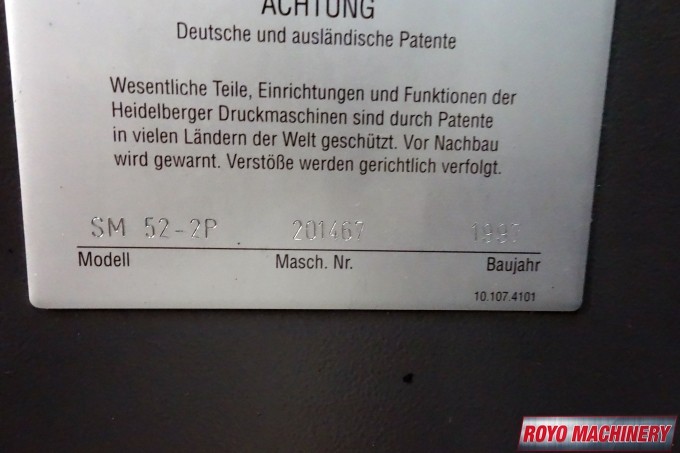 ACHTUNG
Deutsche und ausländische Patente
Wesentliche Teile, Einrichtungen und Funktionen der
Heidelberger Druckmaschinen sind durch Patente
in vielen Ländern der Welt geschützt. Vor Nachbau
wird gewarnt. Verstöße werden gerichtlich verfolgt.
SM 52-2P 201467
Modell Masch. Nr. Baujahr
10.107.4101
ROYO MACHINERY